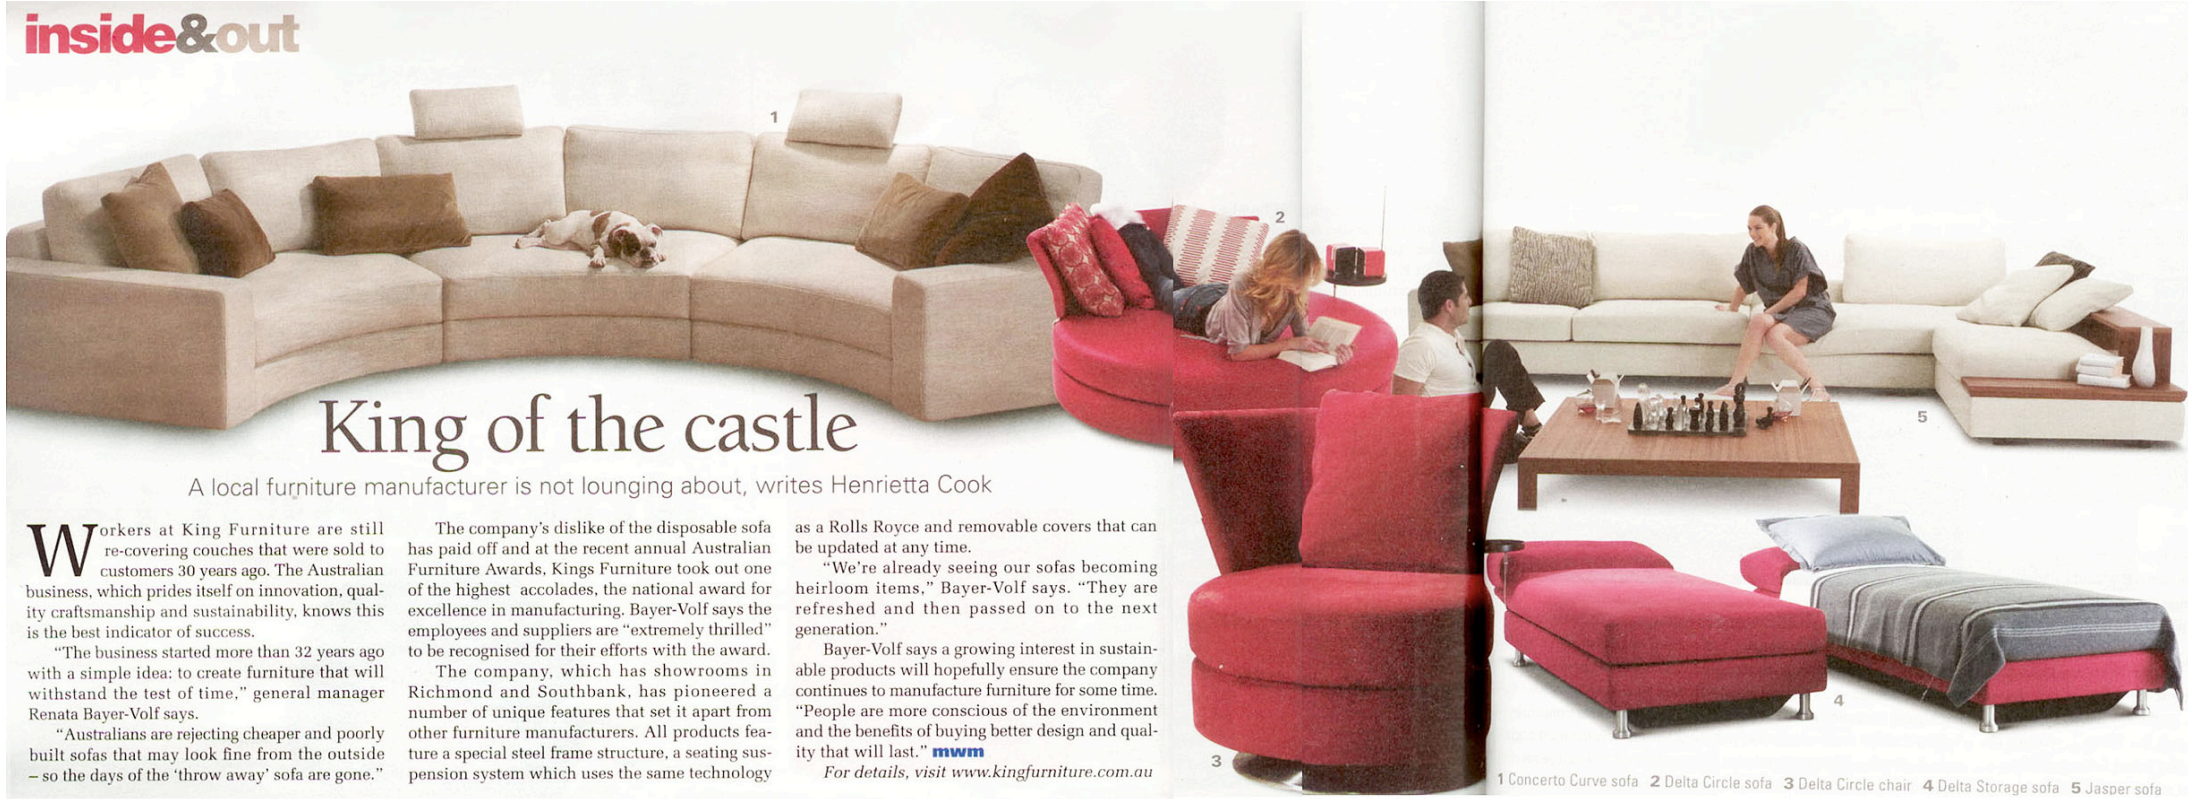 inside&out
1
2
5
King of the castle
A local furniture manufacturer is not lounging about, writes Henrietta Cook
Workers at King Furniture are still
re-covering couches that were sold to
customers 30 years ago. The Australian
business, which prides itself on innovation, qual-
ity craftsmanship and sustainability, knows this
is the best indicator of success.
“The business started more than 32 years ago
with a simple idea: to create furniture that will
withstand the test of time,” general manager
Renata Bayer-Volf says.
“Australians are rejecting cheaper and poorly
built sofas that may look fine from the outside
– so the days of the ‘throw away’ sofa are gone.”
The company’s dislike of the disposable sofa
has paid off and at the recent annual Australian
Furniture Awards, Kings Furniture took out one
of the highest accolades, the national award for
excellence in manufacturing. Bayer-Volf says the
employees and suppliers are “extremely thrilled”
to be recognised for their efforts with the award.
The company, which has showrooms in
Richmond and Southbank, has pioneered a
number of unique features that set it apart from
other furniture manufacturers. All products fea-
ture a special steel frame structure, a seating sus-
pension system which uses the same technology
as a Rolls Royce and removable covers that can
be updated at any time.
“We’re already seeing our sofas becoming
heirloom items,” Bayer-Volf says. “They are
refreshed and then passed on to the next
generation.”
Bayer-Volf says a growing interest in sustain-
able products will hopefully ensure the company
continues to manufacture furniture for some time.
“People are more conscious of the environment
and the benefits of buying better design and qual-
ity that will last.” mwm
For details, visit www.kingfurniture.com.au
4
3
1 Concerto Curve sofa 2 Delta Circle sofa 3 Delta Circle chair 4 Delta Storage sofa 5 Jasper sofa